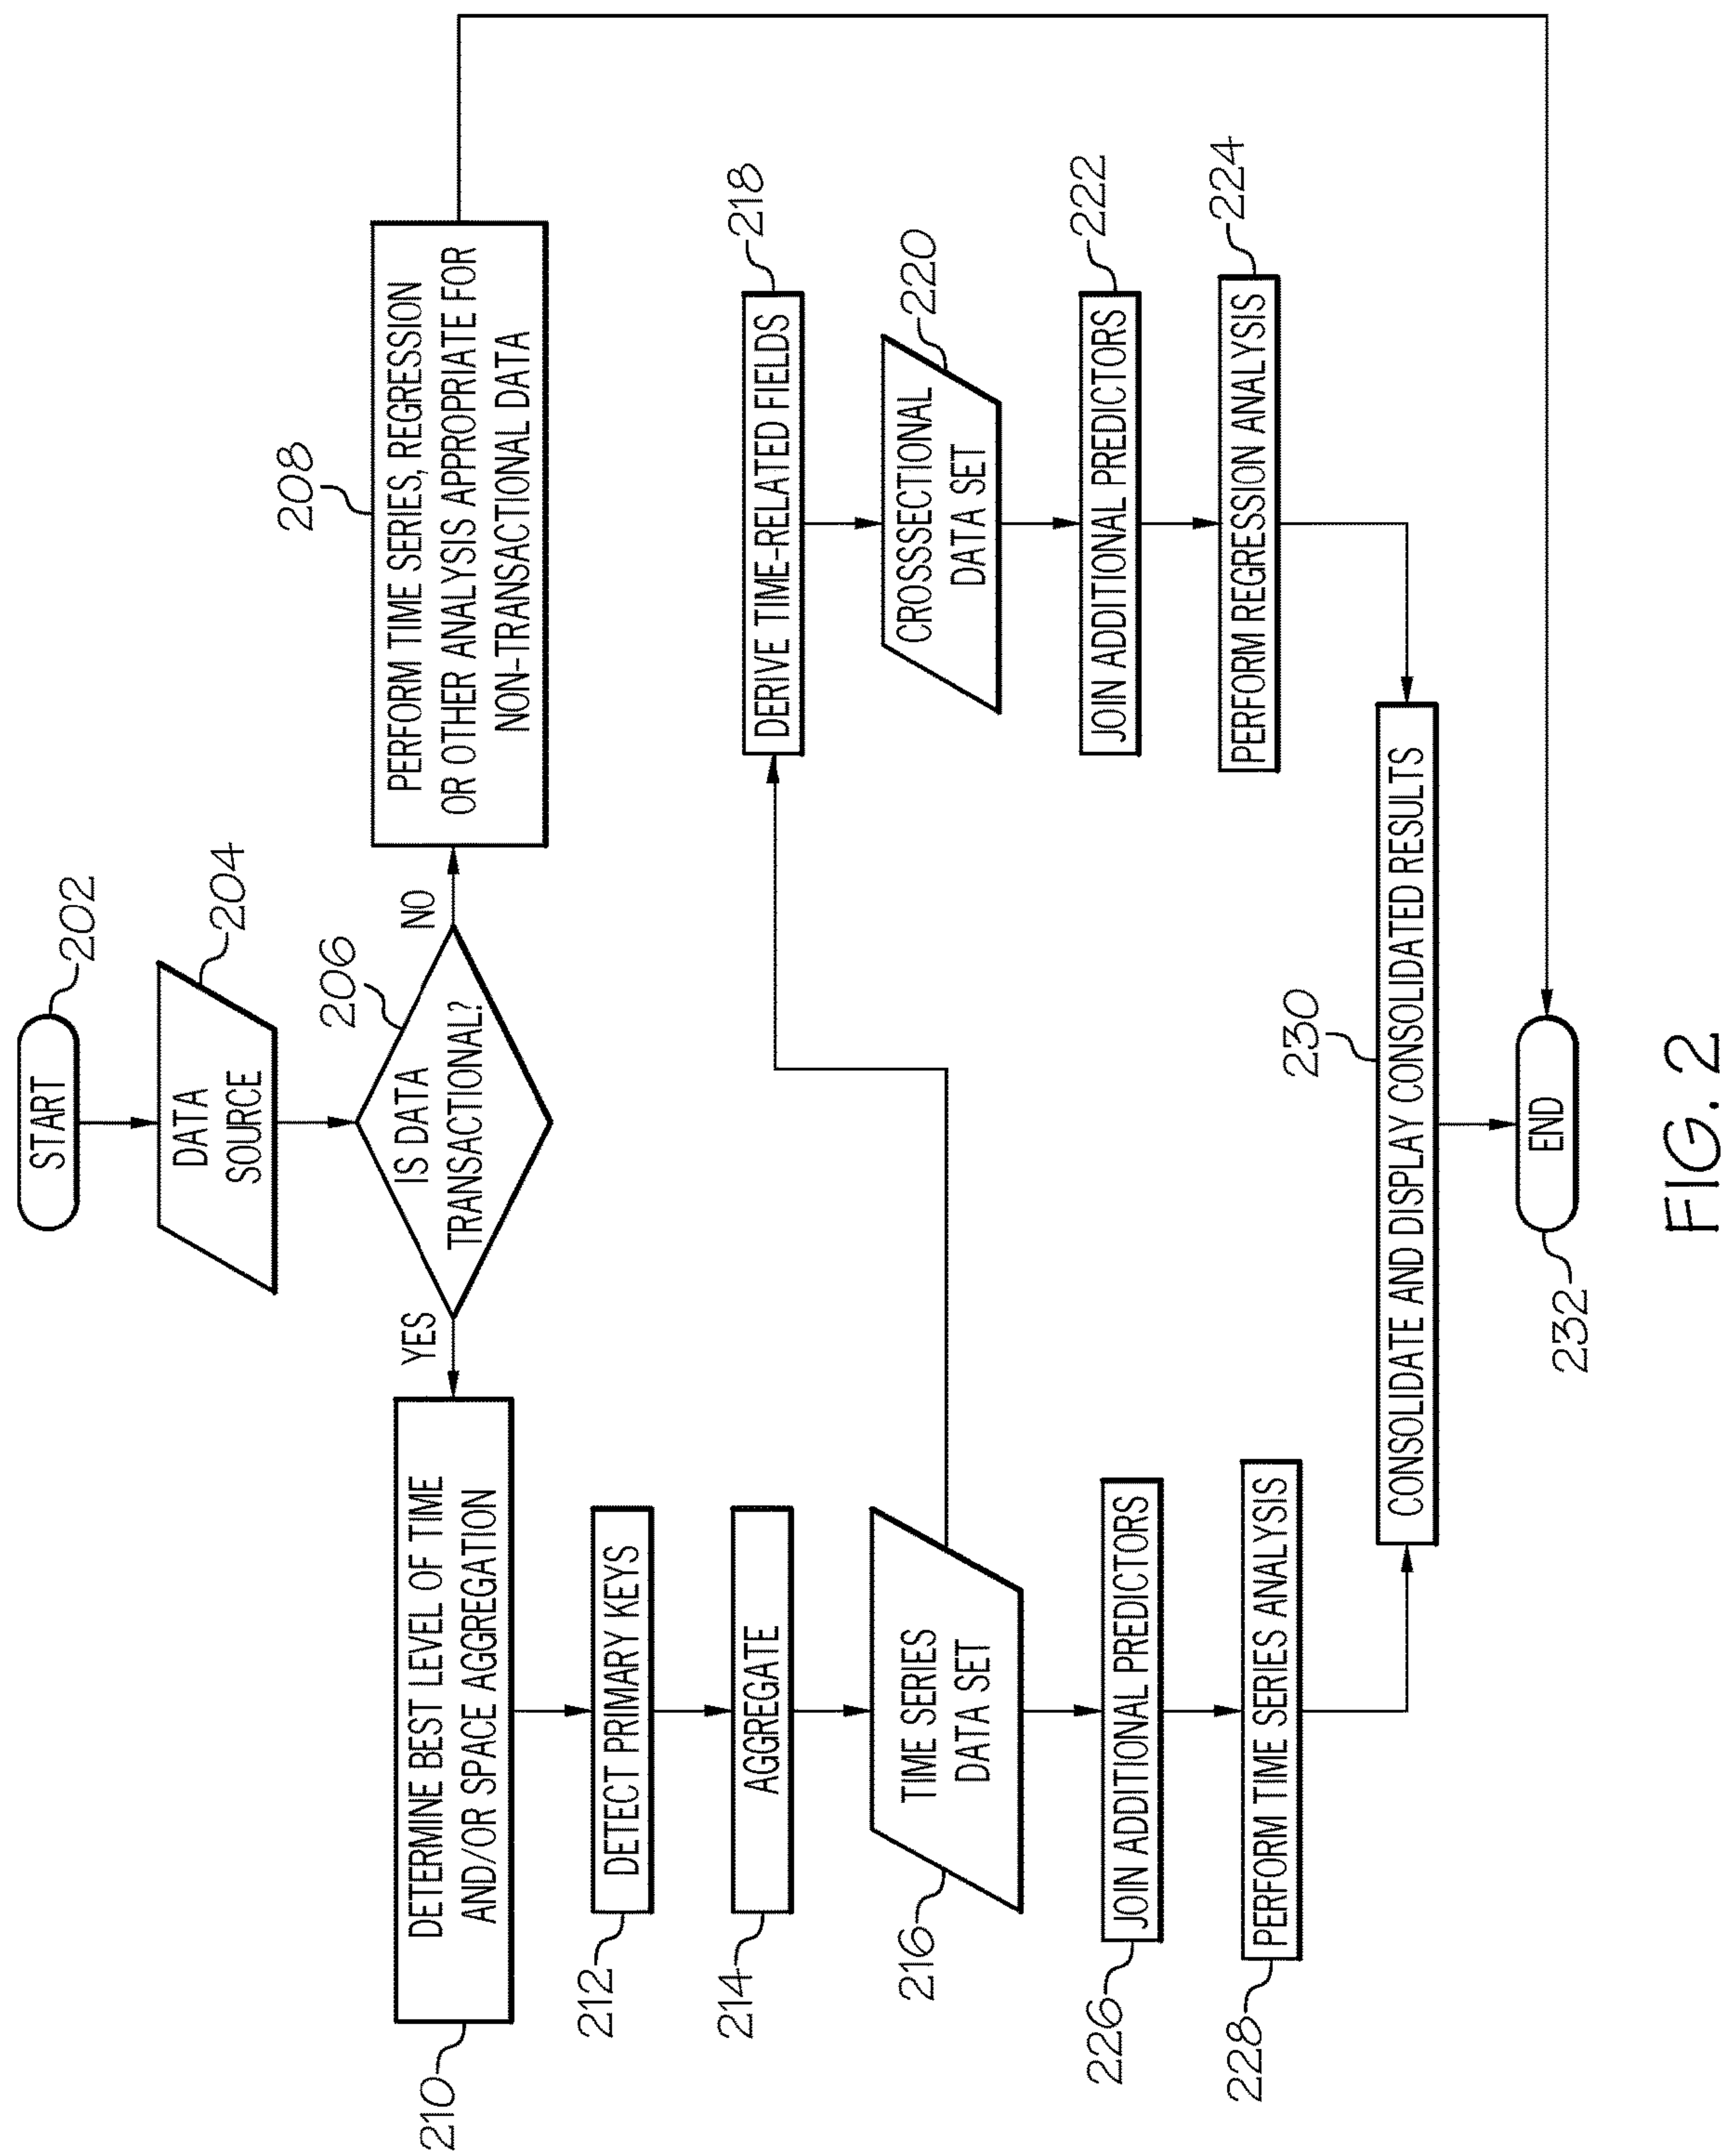 START
202
DATA
SOURCE
204
IS DATA
TRANSACTIONAL?
206
YES
NO
PERFORM TIME SERIES, REGRESSION
OR OTHER ANALYSIS APPROPRIATE FOR
NON-TRANSACTIONAL DATA
208
DETERMINE BEST LEVEL OF TIME
AND/OR SPACE AGGREGATION
210
DETECT PRIMARY KEYS
212
AGGREGATE
214
TIME SERIES
DATA SET
216
DERIVE TIME-RELATED FIELDS
218
CROSSSECTIONAL
DATA SET
220
JOIN ADDITIONAL PREDICTORS
222
PERFORM REGRESSION ANALYSIS
224
JOIN ADDITIONAL PREDICTORS
226
PERFORM TIME SERIES ANALYSIS
228
CONSOLIDATE AND DISPLAY CONSOLIDATED RESULTS
230
END
232
FIG. 2